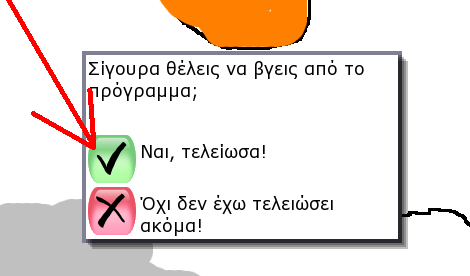 Σίγουρα θέλεις να βγεις από το
πρόγραμμα;
Ναι, τελείωσα!
Όχι δεν έχω τελειώσει
ακόμα!